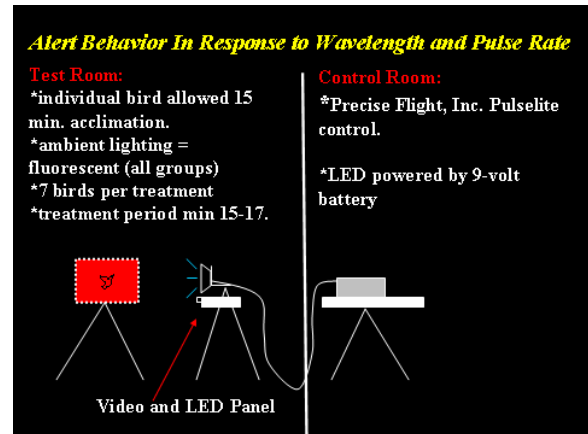 Alert Behavior In Response to Wavelength and Pulse Rate
Test Room:
*individual bird allowed 15
min. acclimation.
*ambient lighting =
fluorescent (all groups)
*7 birds per treatment
*treatment period min 15-17.
Control Room:
*Precise Flight, Inc. Pulselite
control.
*LED powered by 9-volt
battery
Video and LED Panel